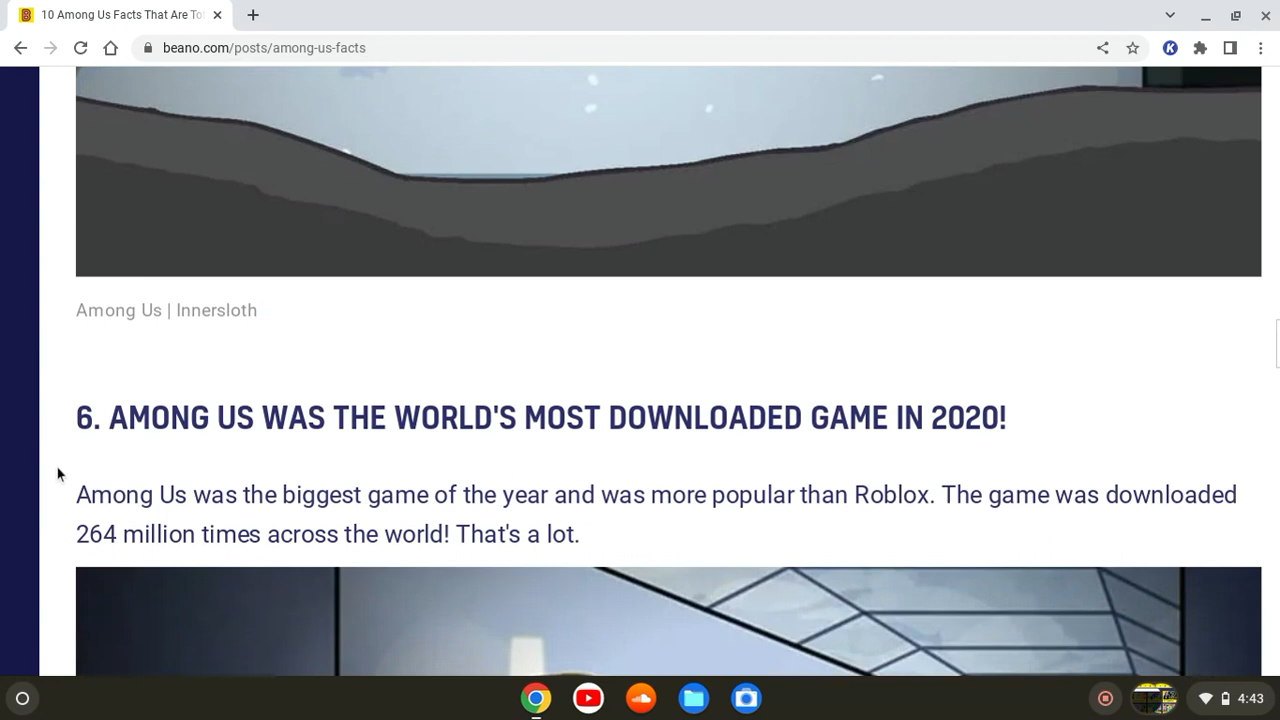 10 Among Us Facts That Are To
beano.com/posts/among-us-facts
Among Us | Innersloth
6. AMONG US WAS THE WORLD'S MOST DOWNLOADED GAME IN 2020!
Among Us was the biggest game of the year and was more popular than Roblox. The game was downloaded
264 million times across the world! That's a lot.
4:43